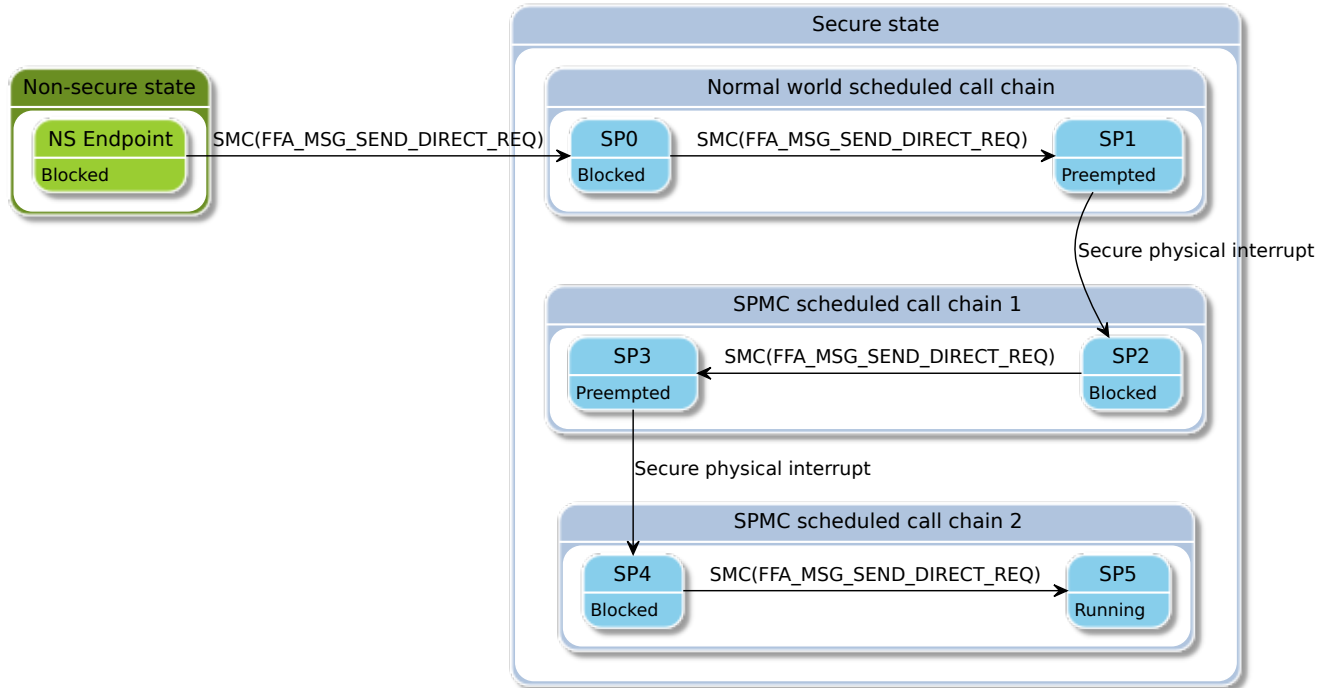 Secure state
Non-secure state
Normal world scheduled call chain
NS Endpoint
Blocked
SMC(FFA_MSG_SEND_DIRECT_REQ)
SP0
Blocked
SMC(FFA_MSG_SEND_DIRECT_REQ)
SP1
Preempted
Secure physical interrupt
SPMC scheduled call chain 1
SP3
Preempted
SMC(FFA_MSG_SEND_DIRECT_REQ)
SP2
Blocked
Secure physical interrupt
SPMC scheduled call chain 2
SP4
Blocked
SMC(FFA_MSG_SEND_DIRECT_REQ)
SP5
Running